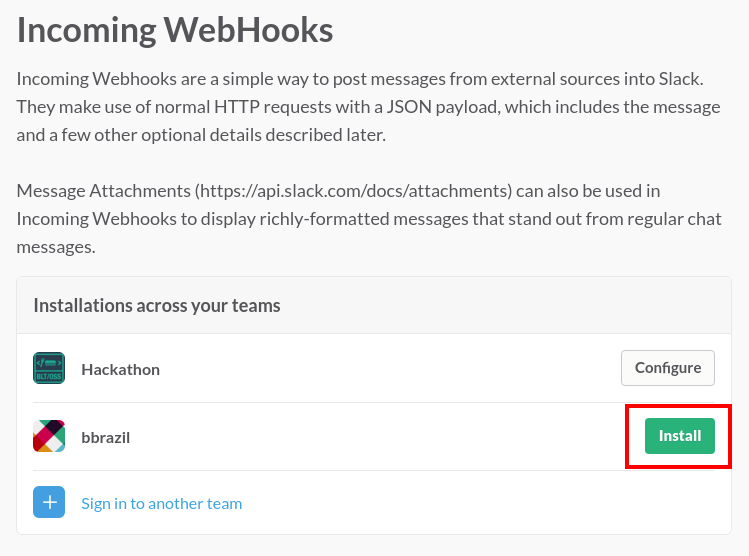 Incoming WebHooks
Incoming Webhooks are a simple way to post messages from external sources into Slack.
They make use of normal HTTP requests with a JSON payload, which includes the message
and a few other optional details described later.
Message Attachments (https://api.slack.com/docs/attachments) can also be used in
Incoming Webhooks to display richly-formatted messages that stand out from regular chat
messages.
Installations across your teams
BLT/OSS
Hackathon
Configure
bbrazil
Install
Sign in to another team